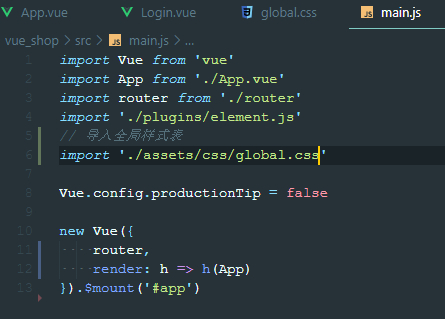 App.vue Login.vue global.css main.js
vue_shop > src > main.js > ...
1 import Vue from 'vue'
2 import App from './App.vue'
3 import router from './router'
4 import './plugins/element.js'
5 // 导入全局样式表
6 import './assets/css/global.css'
7
8 Vue.config.productionTip = false
9
10 new Vue({
11 router,
12 render: h => h(App)
13 }).$mount('#app')